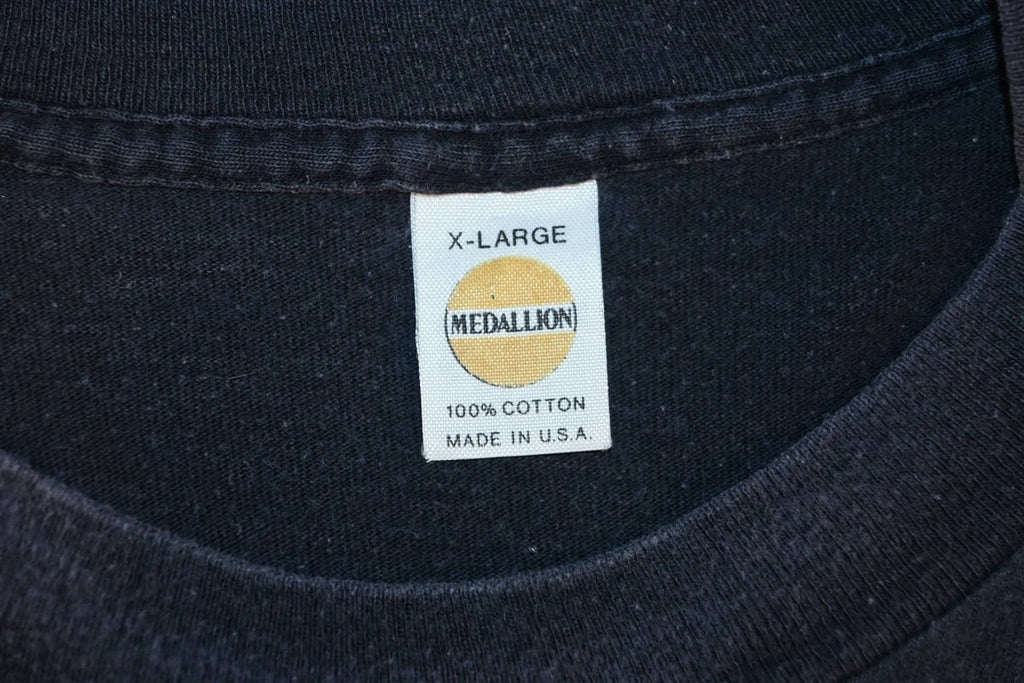 X-LARGE
MEDALLION
100% COTTON
MADE IN U.S.A.